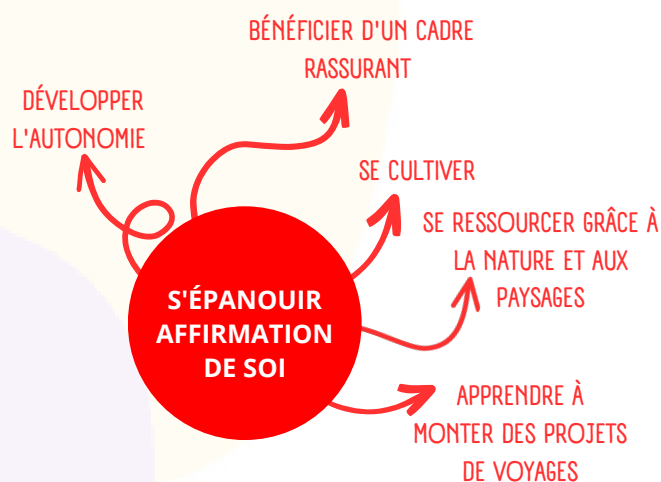 BÉNÉFICIER D'UN CADRE
RASSURANT
DÉVELOPPER
L'AUTONOMIE
SE CULTIVER
SE RESSOURCER GRÂCE À
LA NATURE ET AUX
PAYSAGES
S'ÉPANOUIR
AFFIRMATION
DE SOI
APPRENDRE À
MONTER DES PROJETS
DE VOYAGES